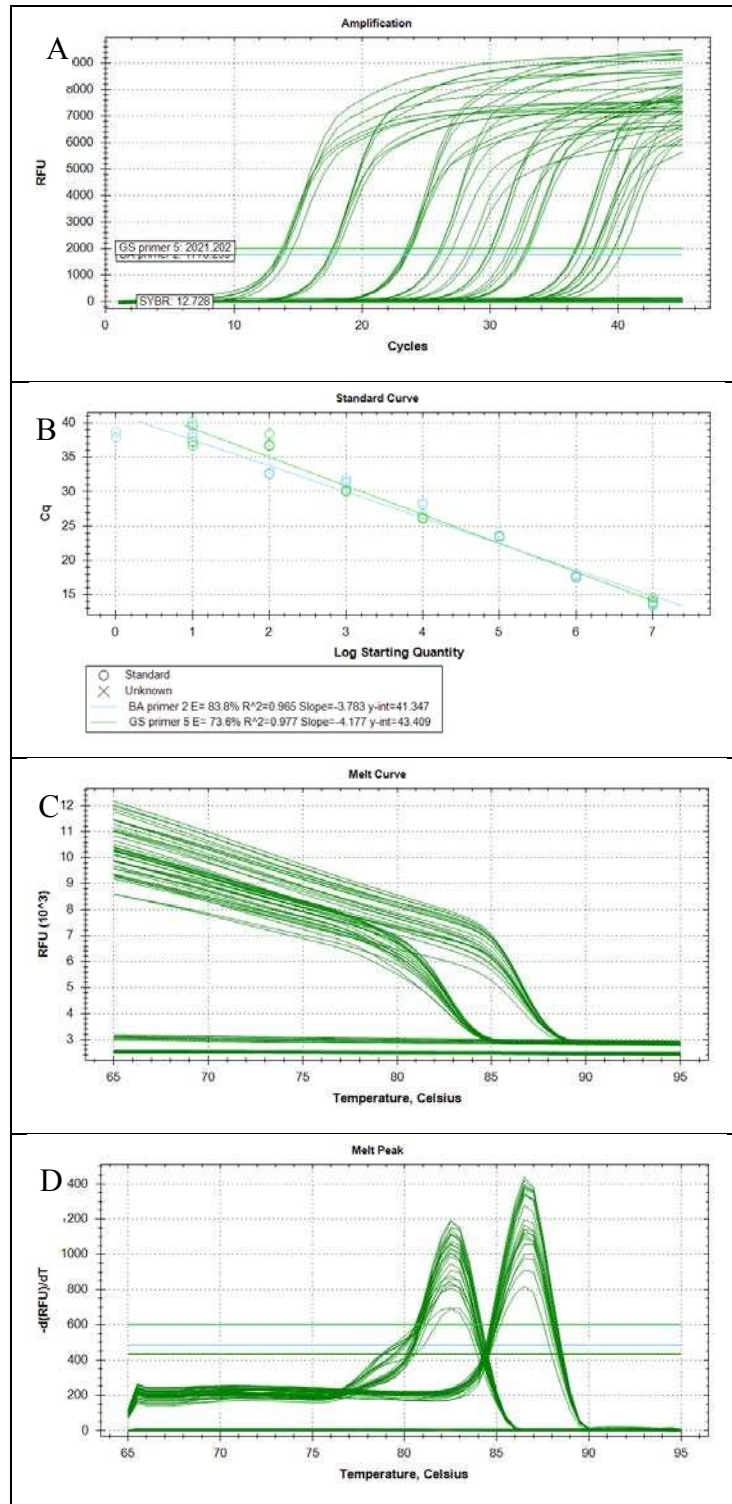 A
Amplification
000
8000
7000
6000
5000
4000
3000
2000
1000
0
RFU
GS primer 5: 2021.202
SYBR: 12.728
0 10 20 30 40
Cycles
B
Standard Curve
40
35
30
25
20
15
Cq
0 1 2 3 4 5 6 7
Log Starting Quantity
Standard
Unknown
BA primer 2 E= 83.8% R^2=0.965 Slope=-3.783 y-int=41.347
GS primer 5 E= 73.6% R^2=0.977 Slope=-4.177 y-int=43.409
C
Melt Curve
12
11
10
9
8
7
6
5
4
3
RFU (10^3)
65 70 75 80 85 90 95
Temperature, Celsius
D
Melt Peak
400
200
1000
800
600
400
200
0
-d(RFU)/dT
65 70 75 80 85 90 95
Temperature, Celsius